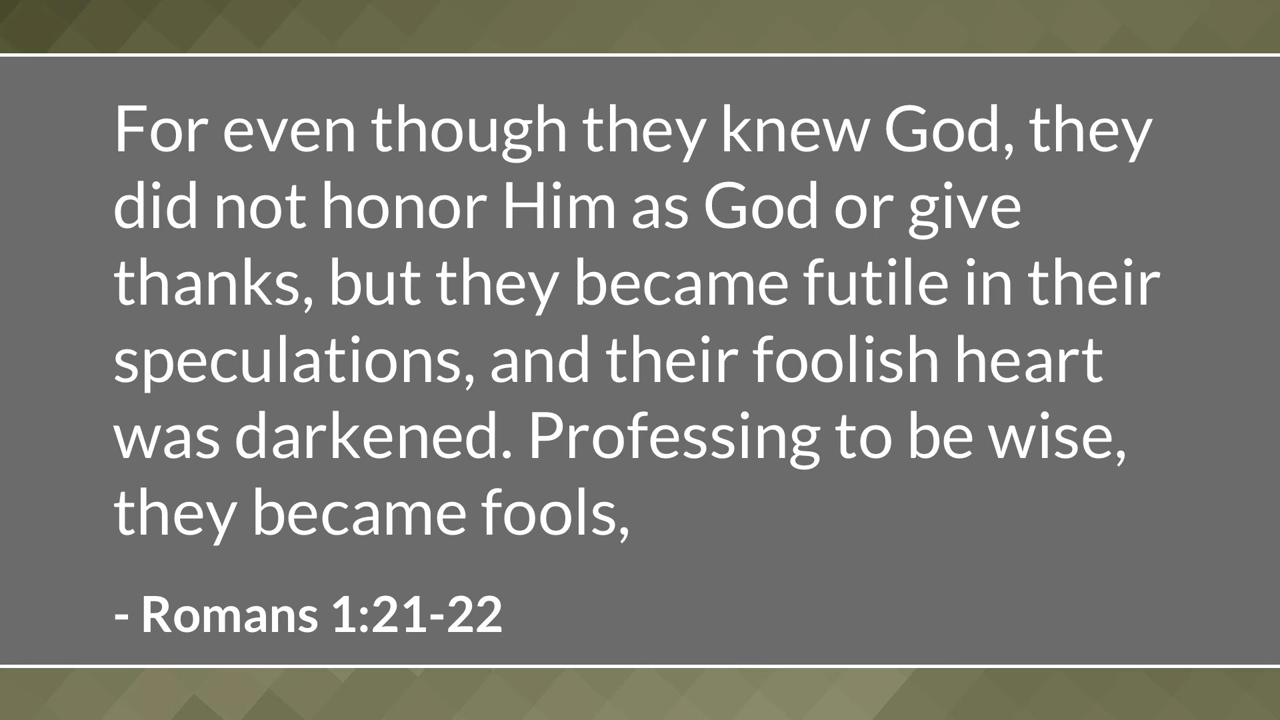 For even though they knew God, they
did not honor Him as God or give
thanks, but they became futile in their
speculations, and their foolish heart
was darkened. Professing to be wise,
they became fools,
- Romans 1:21-22